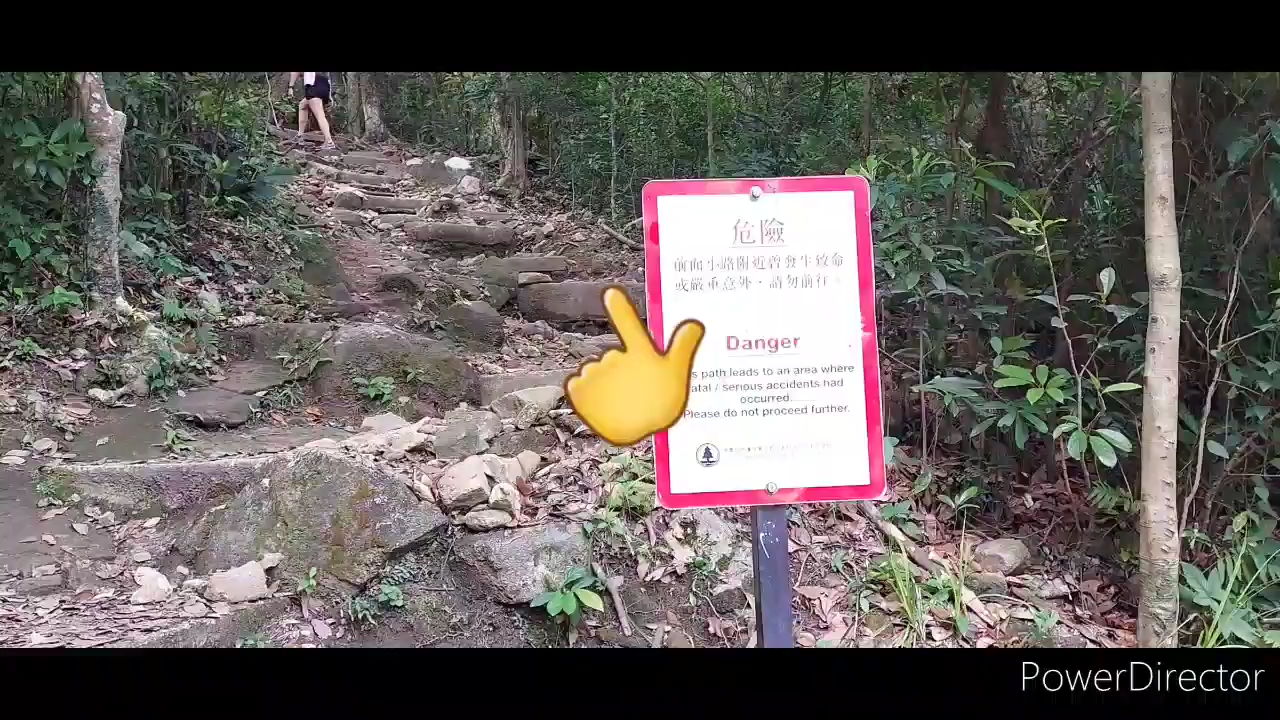 危險
前面小路附近曾發生致命
或嚴重意外,請勿前行。
Danger
s path leads to an area where
atal / serious accidents had
occurred.
Please do not proceed further.
PowerDirector